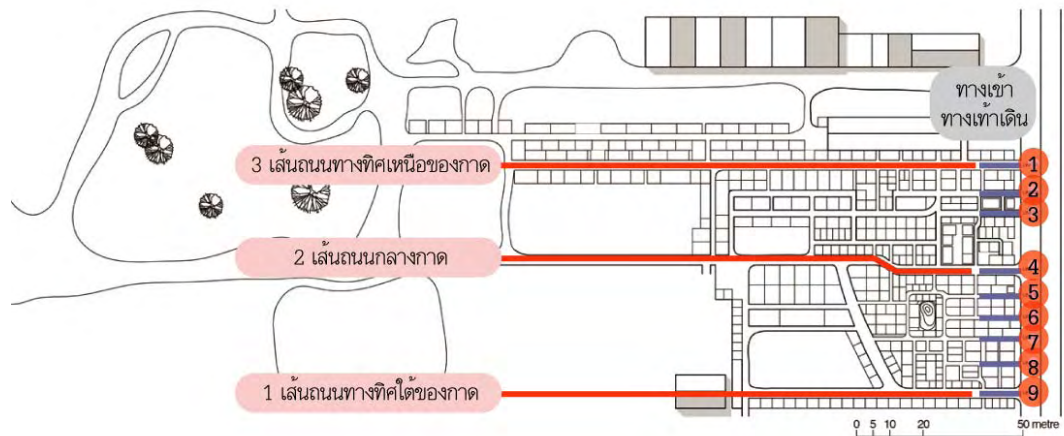 ทางเข้า
ทางเท้าเดิน
3 เส้นถนนทางทิศเหนือของกาด
1
2
3
2 เส้นถนนกลางกาด
4
5
6
7
8
1 เส้นถนนทางทิศใต้ของกาด
9
0 5 10 20 50 metre